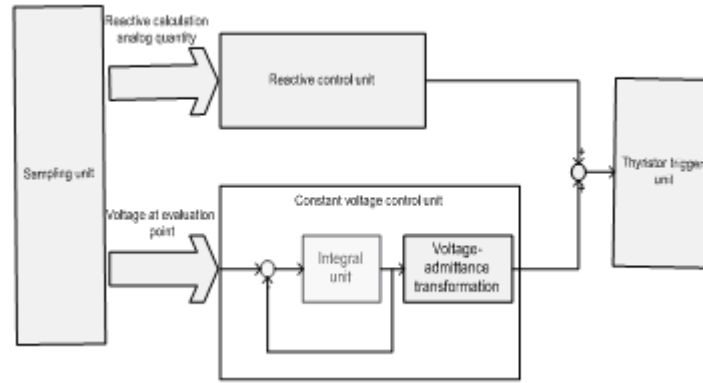 Reactive calculation
analog quantity
Reactive control unit
Sampling unit
Thyristor trigger
unit
Voltage at evaluation
point
Constant voltage control unit
Integral
unit
Voltage-
admittance
transformation